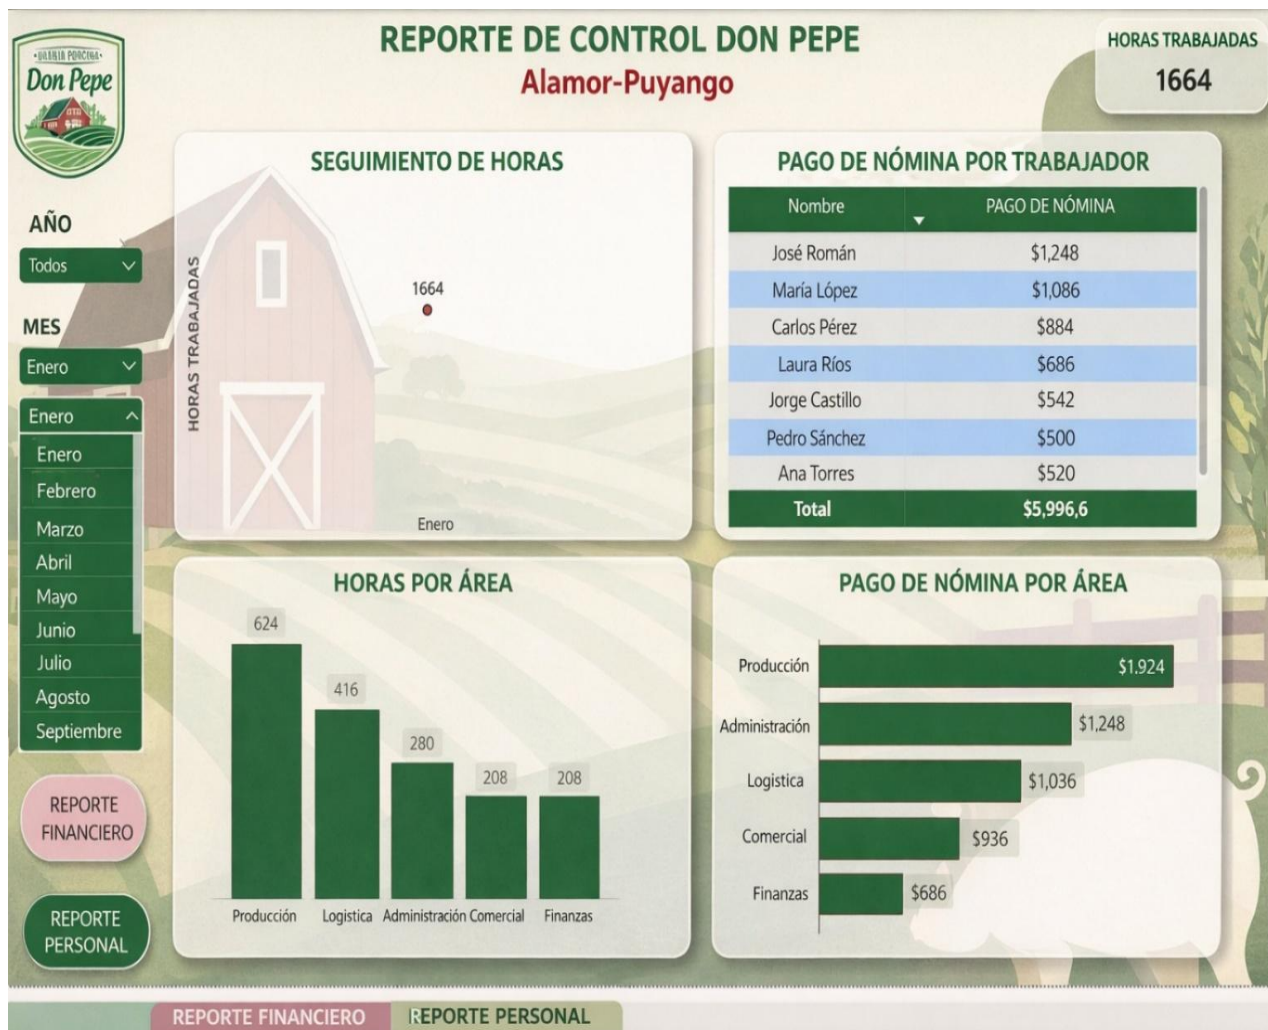 REPORTE DE CONTROL DON PEPE
Alamor-Puyango
HORAS TRABAJADAS
1664
Don Pepe
AÑO
Todos
MES
Enero
Enero
Enero
Febrero
Marzo
Abril
Mayo
Junio
Julio
Agosto
Septiembre
REPORTE
FINANCIERO
REPORTE
PERSONAL
SEGUIMIENTO DE HORAS
HORAS TRABAJADAS
1664
Enero
PAGO DE NÓMINA POR TRABAJADOR
Nombre PAGO DE NÓMINA
José Román $1,248
María López $1,086
Carlos Pérez $884
Laura Ríos $686
Jorge Castillo $542
Pedro Sánchez $500
Ana Torres $520
Total $5,996,6
HORAS POR ÁREA
624
416
280
208
208
Producción Logistica Administración Comercial Finanzas
PAGO DE NÓMINA POR ÁREA
Producción $1.924
Administración $1,248
Logistica $1,036
Comercial $936
Finanzas $686
REPORTE FINANCIERO REPORTE PERSONAL